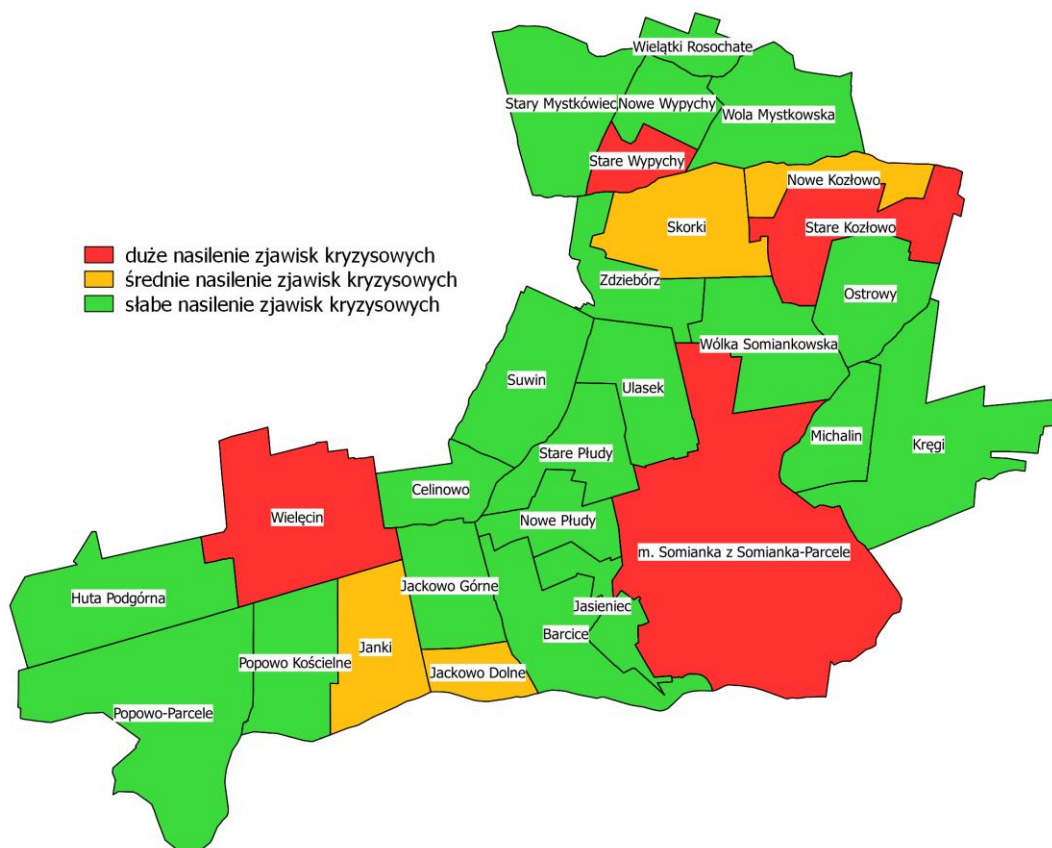 Wielątki Rosochate
Stary Mystkówiec
Nowe Wypychy
Wola Mystkowska
Stare Wypychy
Nowe Kozłowo
Skorki
Stare Kozłowo
duże nasilenie zjawisk kryzysowych
średnie nasilenie zjawisk kryzysowych
słabe nasilenie zjawisk kryzysowych
Zdziebórz
Ostrowy
Wólka Somiankowska
Suwin
Ulasek
Michalin
Kręgi
Stare Płudy
Celinowo
Wielęcin
Nowe Płudy
m. Somianka z Somianka-Parcele
Huta Podgórna
Jackowo Górne
Jasieniec
Barcice
Popowo Kościelne
Janki
Jackowo Dolne
Popowo-Parcele